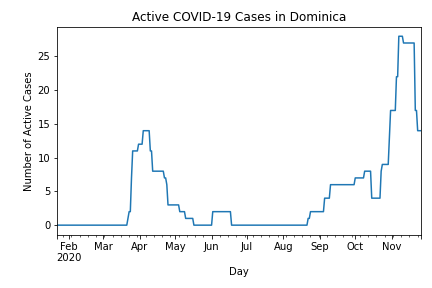 Active COVID-19 Cases in Dominica
Number of Active Cases
25
20
15
10
5
0
Feb Mar Apr May Jun Jul Aug Sep Oct Nov
2020
Day